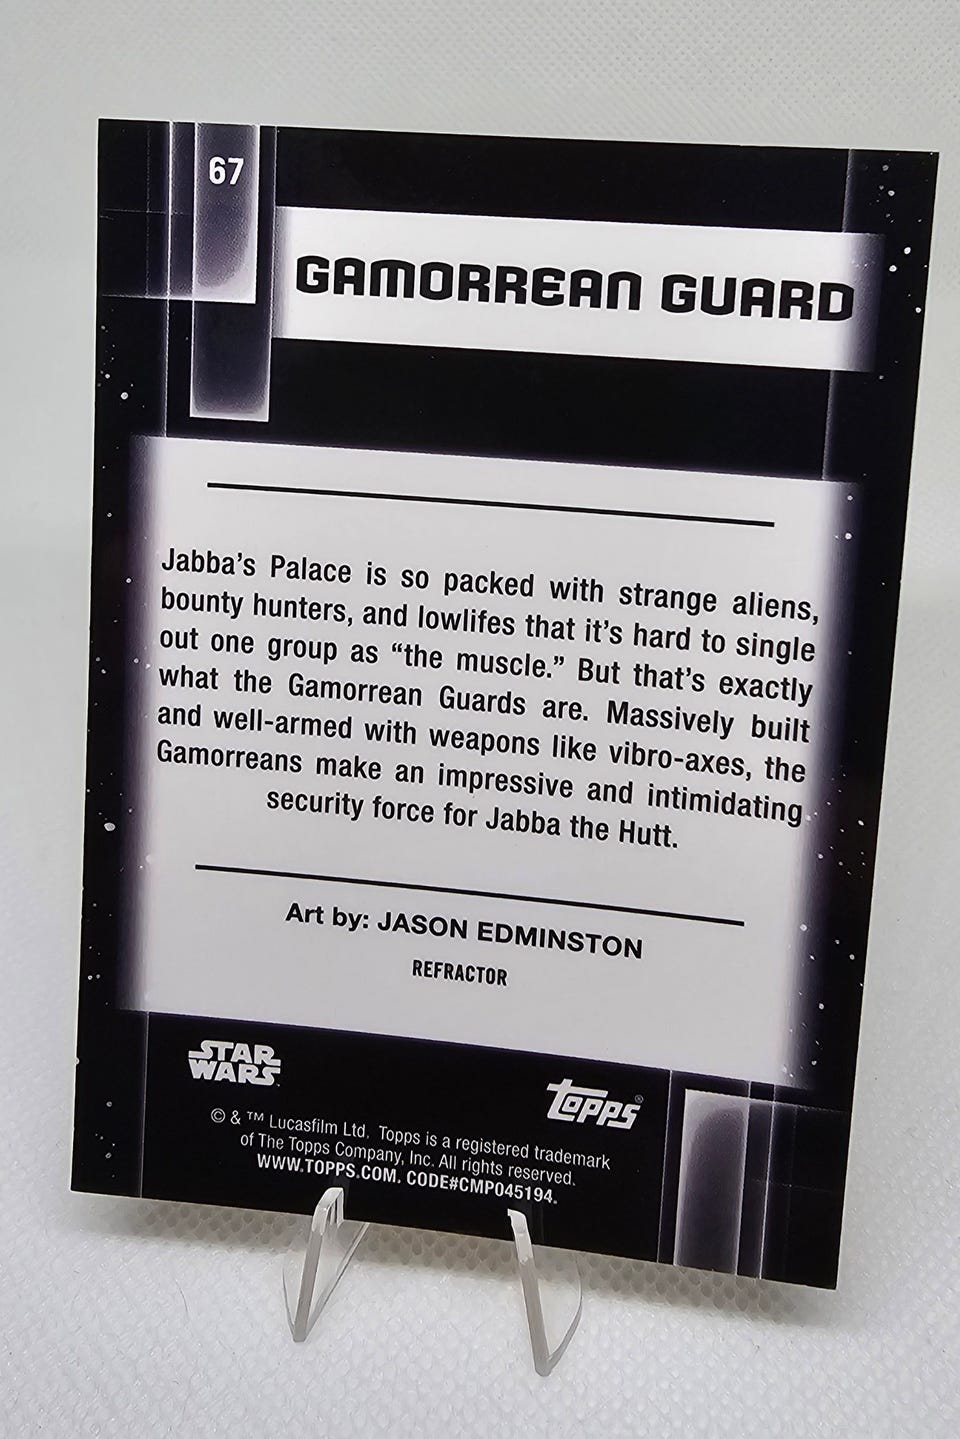 67
GAMORREAN GUARD
Jabba's Palace is so packed with strange aliens,
bounty hunters, and lowlifes that it's hard to single
out one group as “the muscle.” But that's exactly
what the Gamorrean Guards are. Massively built
and well-armed with weapons like vibro-axes, the
Gamorreans make an impressive and intimidating
security force for Jabba the Hutt.
Art by: JASON EDMINSTON
REFRACTOR
STAR
WARS
Topps®
© & ™ Lucasfilm Ltd. Topps is a registered trademark
of The Topps Company, Inc. All rights reserved.
WWW.TOPPS.COM. CODE#CMP045194.